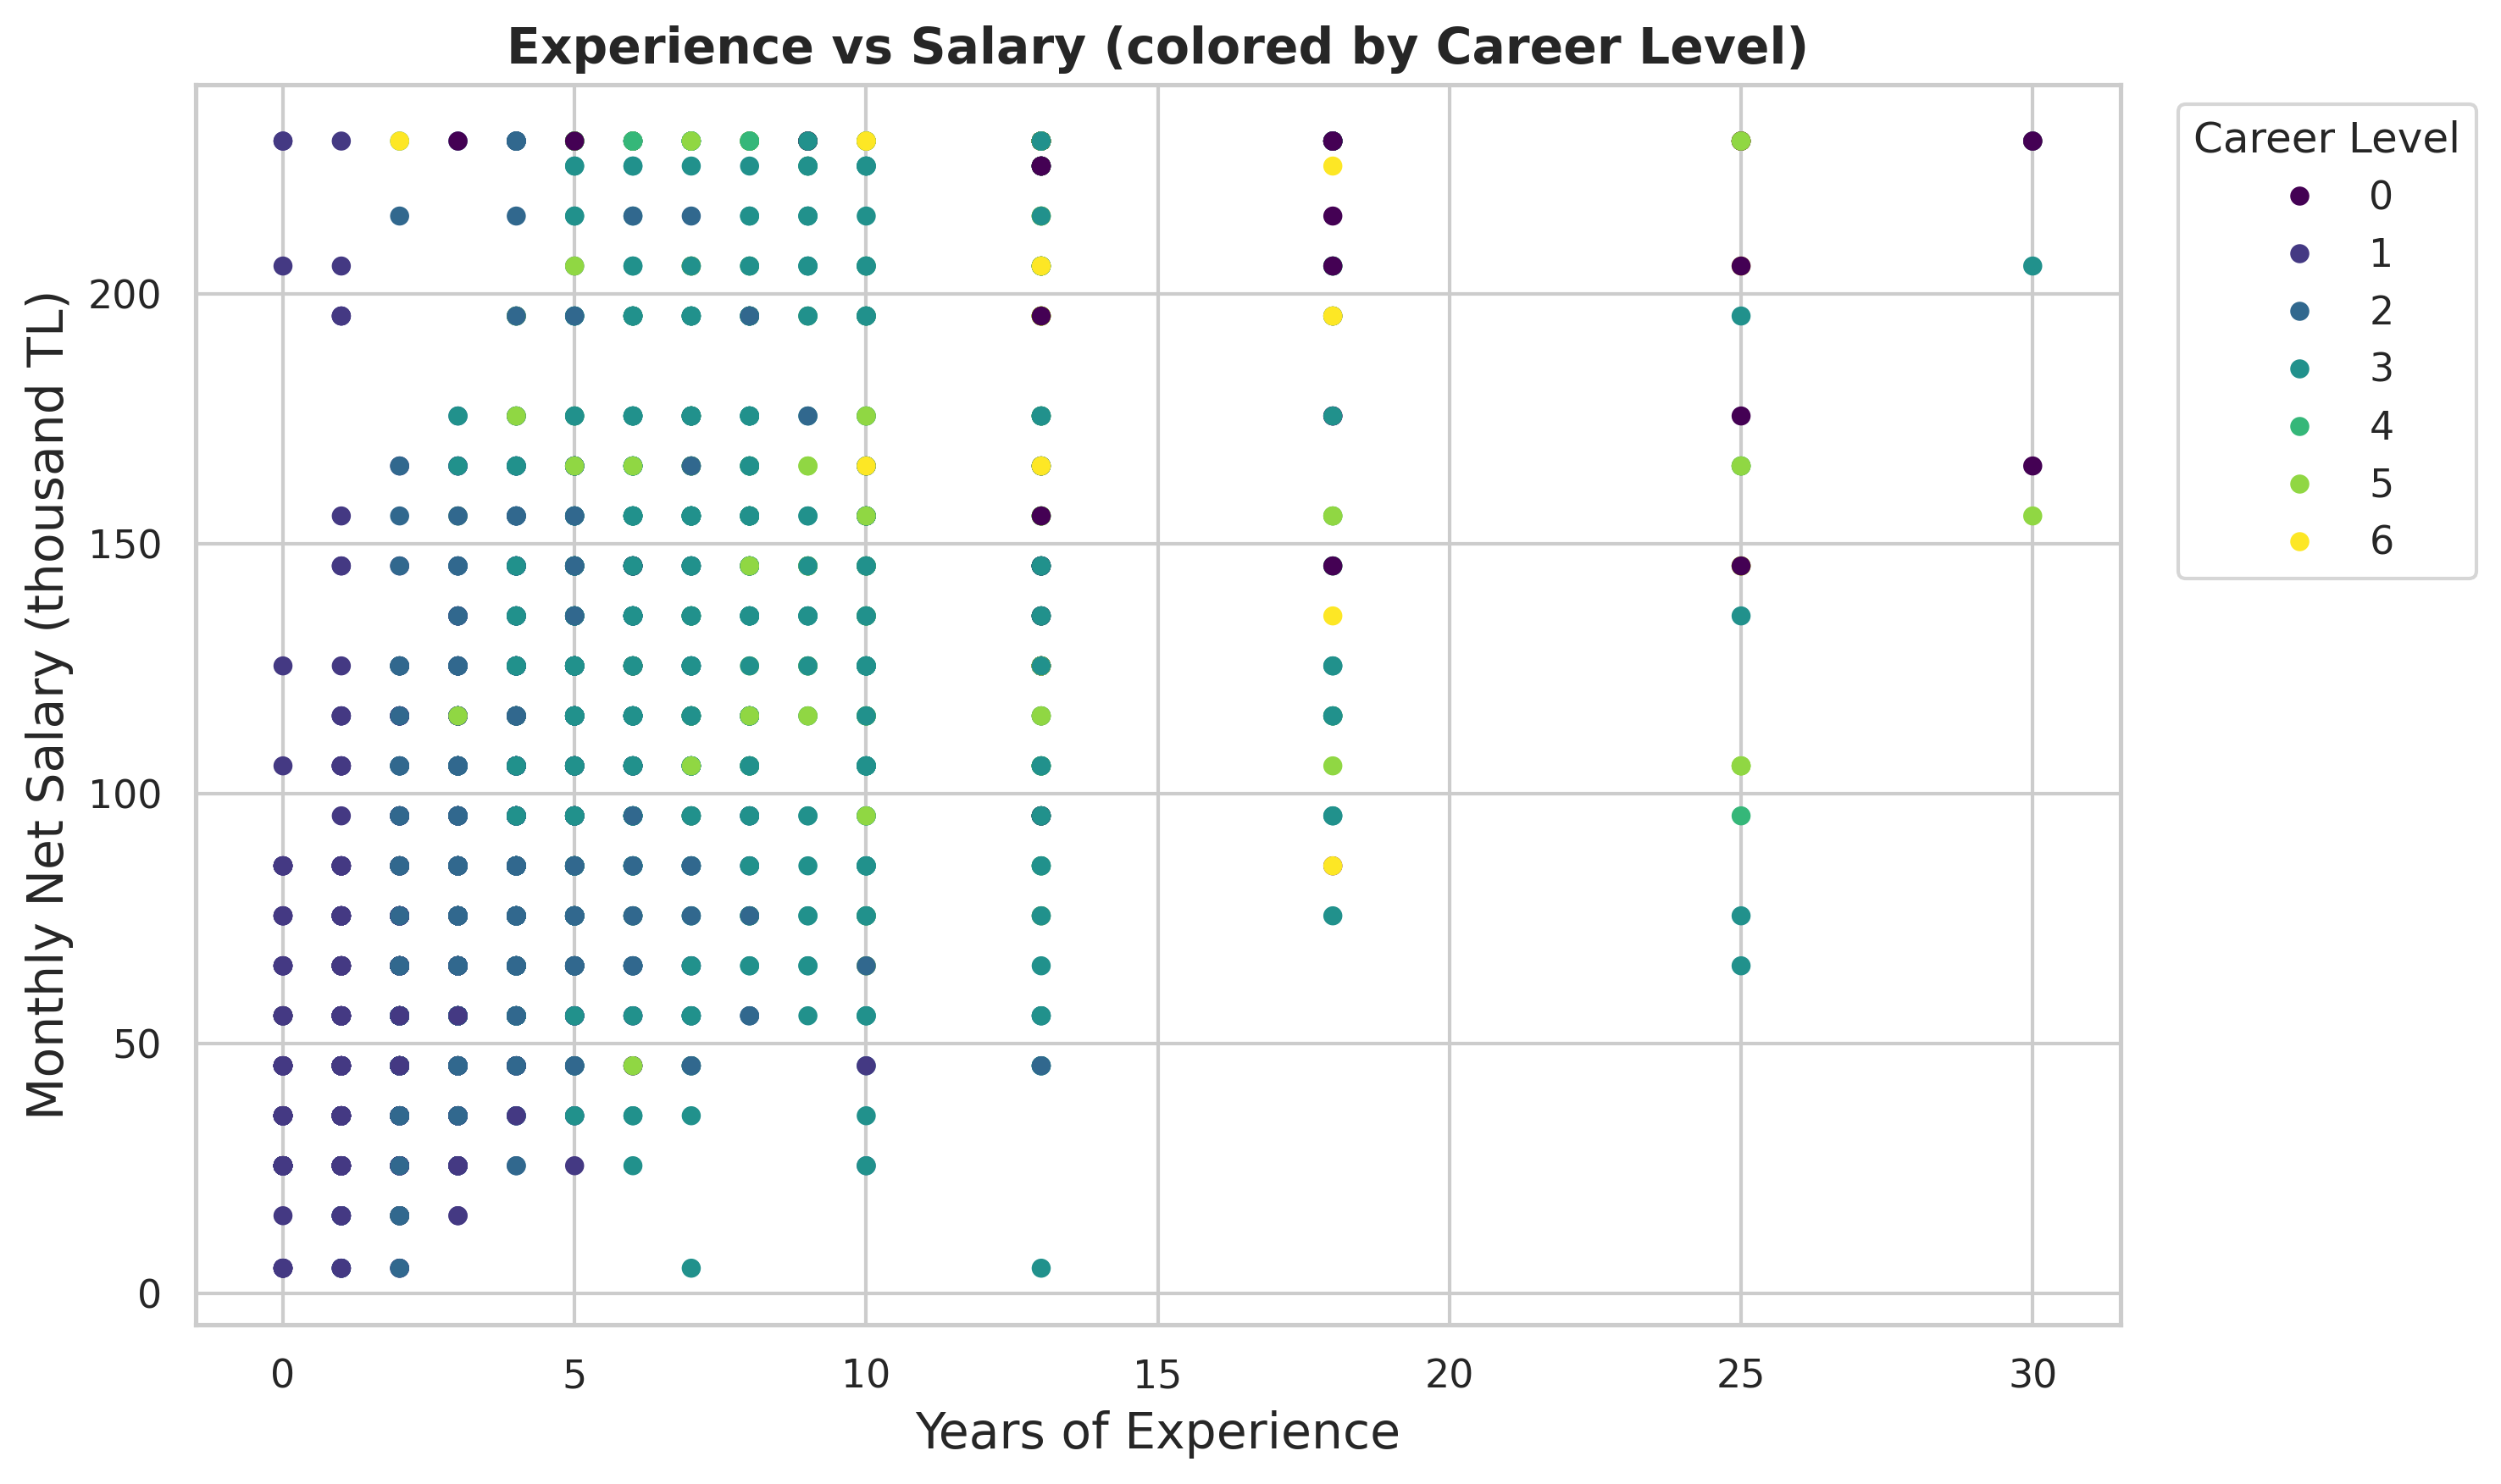 Experience vs Salary (colored by Career Level)
Monthly Net Salary (thousand TL)
200
150
100
50
0
0 5 10 15 20 25 30
Years of Experience
Career Level
0
1
2
3
4
5
6